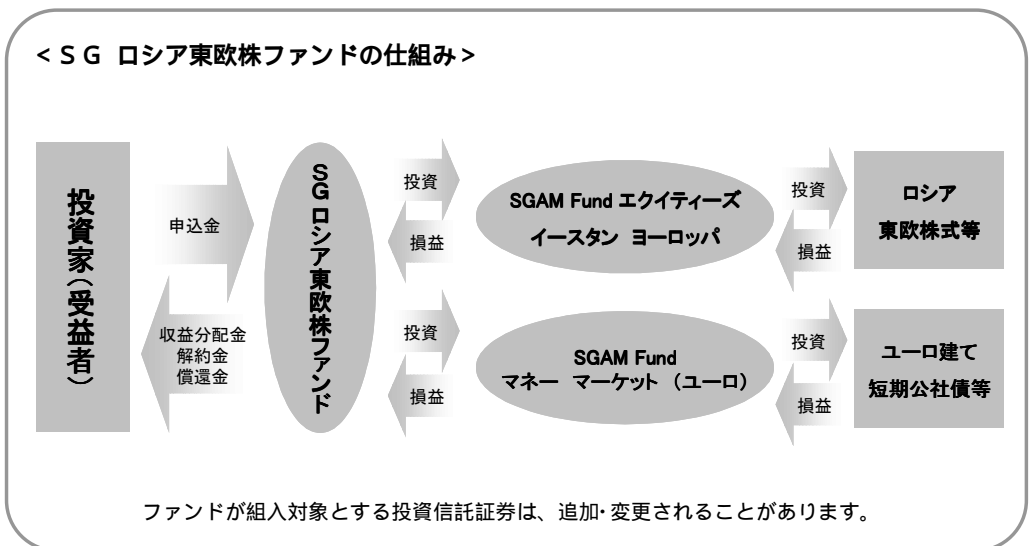 <ＳＧ ロシア東欧株ファンドの仕組み>
投資家（受益者）
申込金
収益分配金
解約金
償還金
SGロシア東欧株ファンド
投資
損益
投資
損益
SGAM Fund エクイティーズ
イースタン ヨーロッパ
SGAM Fund
マネー マーケット （ユーロ）
投資
損益
投資
損益
ロシア
東欧株式等
ユーロ建て
短期公社債等
ファンドが組入対象とする投資信託証券は、追加・変更されることがあります。